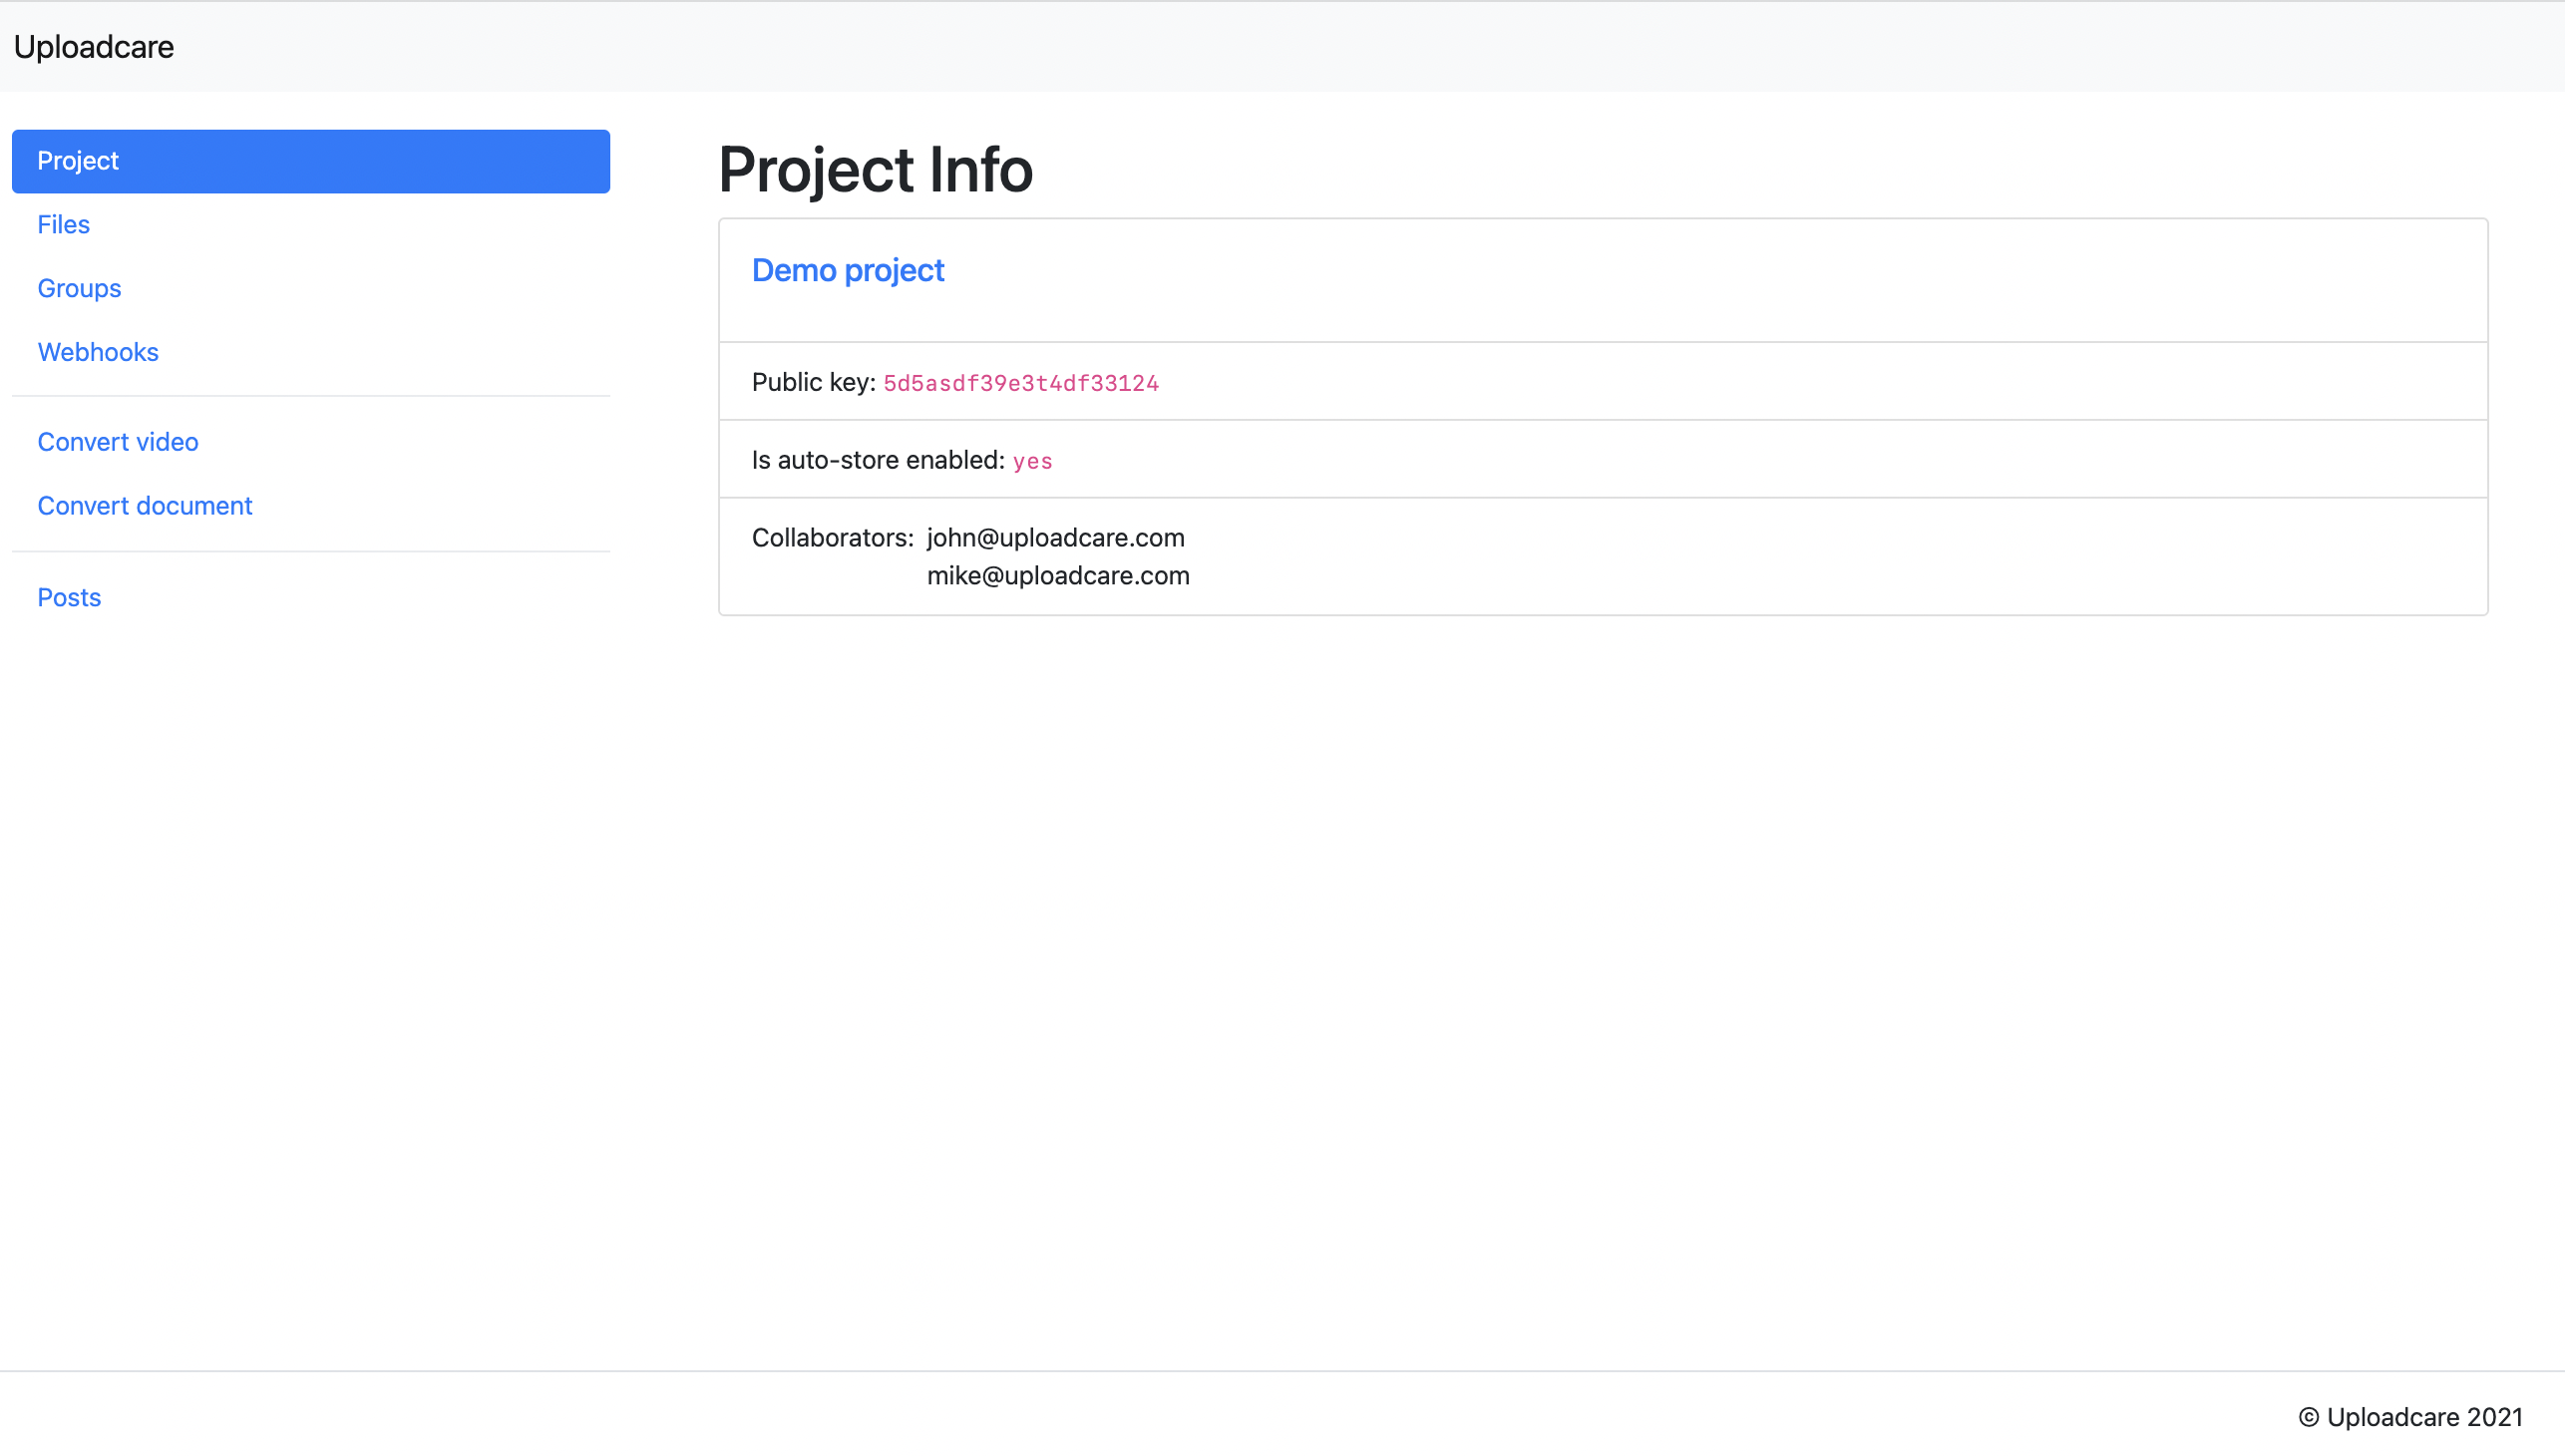 Uploadcare
Project
Files
Groups
Webhooks
Convert video
Convert document
Posts
Project Info
Demo project
Public key: 5d5asdf39e3t4df33124
Is auto-store enabled: yes
Collaborators: john@uploadcare.com
mike@uploadcare.com
© Uploadcare 2021